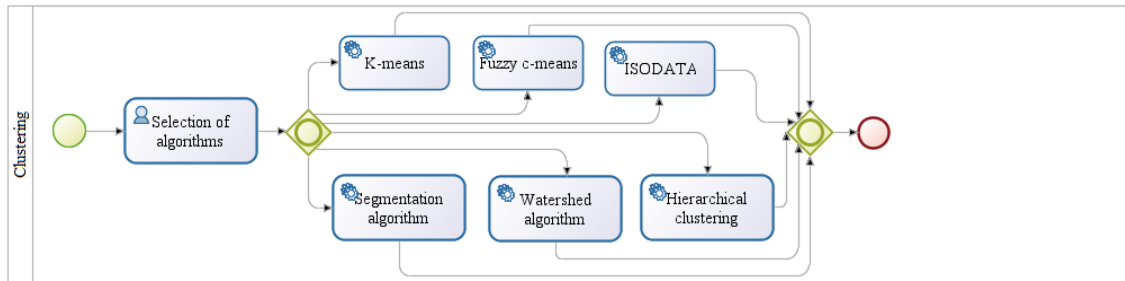 Clustering
Selection of
algorithms
K-means
Fuzzy c-means
ISODATA
Segmentation
algorithm
Watershed
algorithm
Hierarchical
clustering